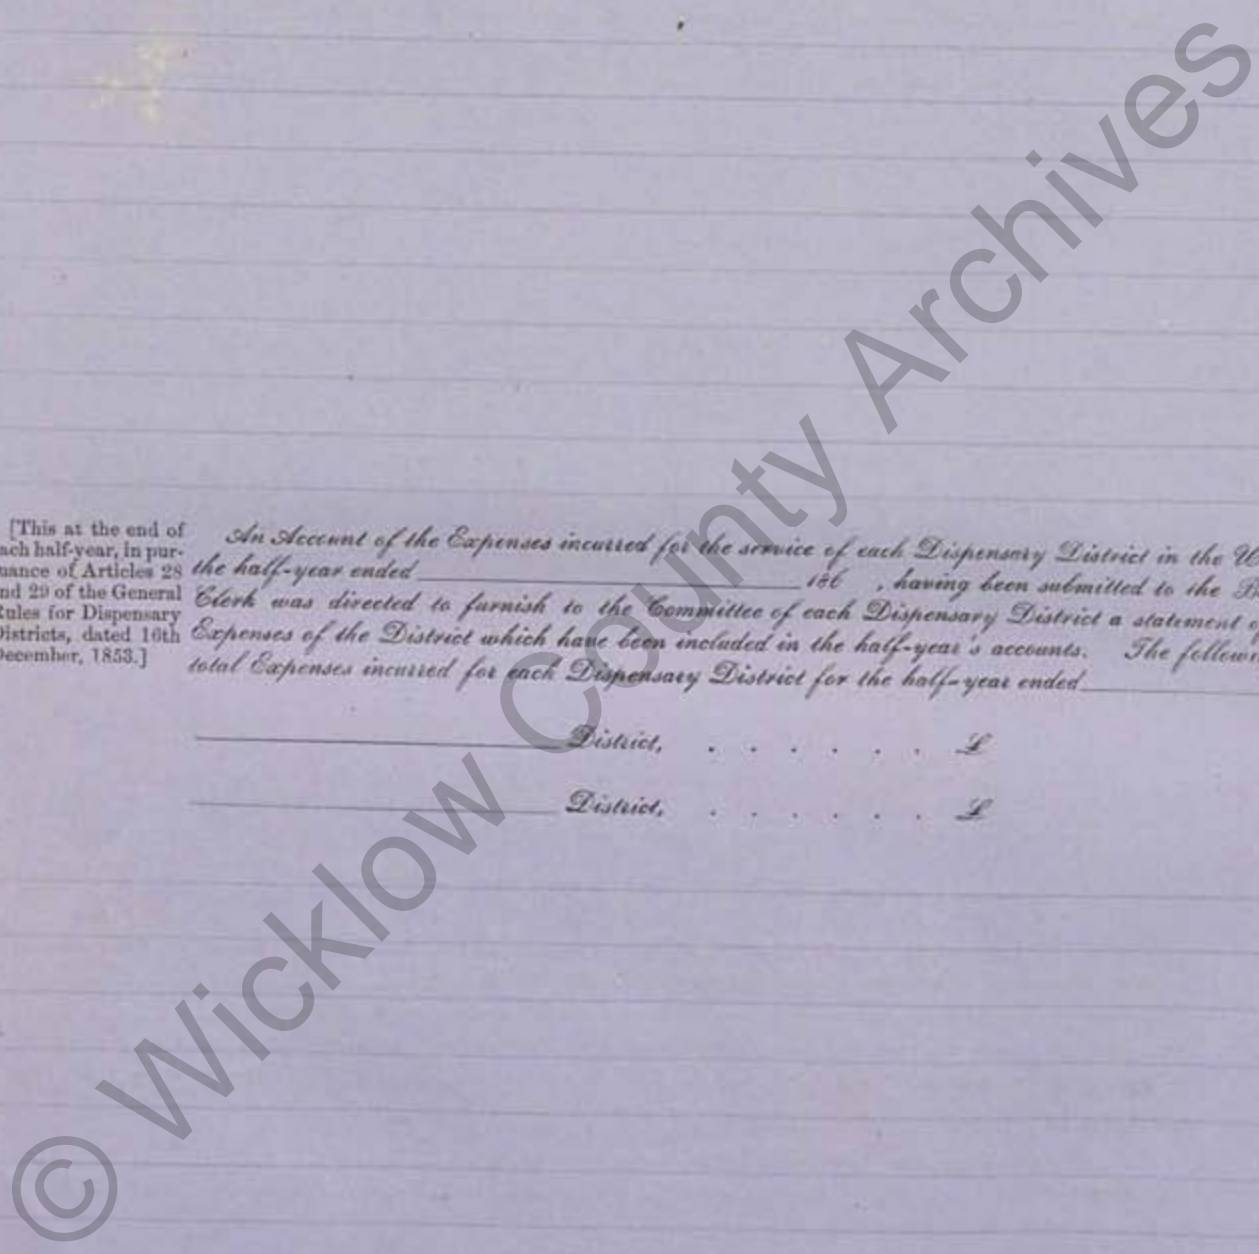 [This at the end of
ach half-year, in pur-
uance of Articles 28
nd 29 of the General
Rules for Dispensary
Districts, dated 16th
December, 1853.]
An Account of the Expenses incurred for the service of each Dispensary District in the U
the half-year ended 186 , having been submitted to the B
Clerk was directed to furnish to the Committee of each Dispensary District a statement o
Expenses of the District which have been included in the half-year's accounts. The followi
total Expenses incurred for each Dispensary District for the half-year ended
District, . . . . . . £
District, . . . . . . £
© Wicklow County Archives